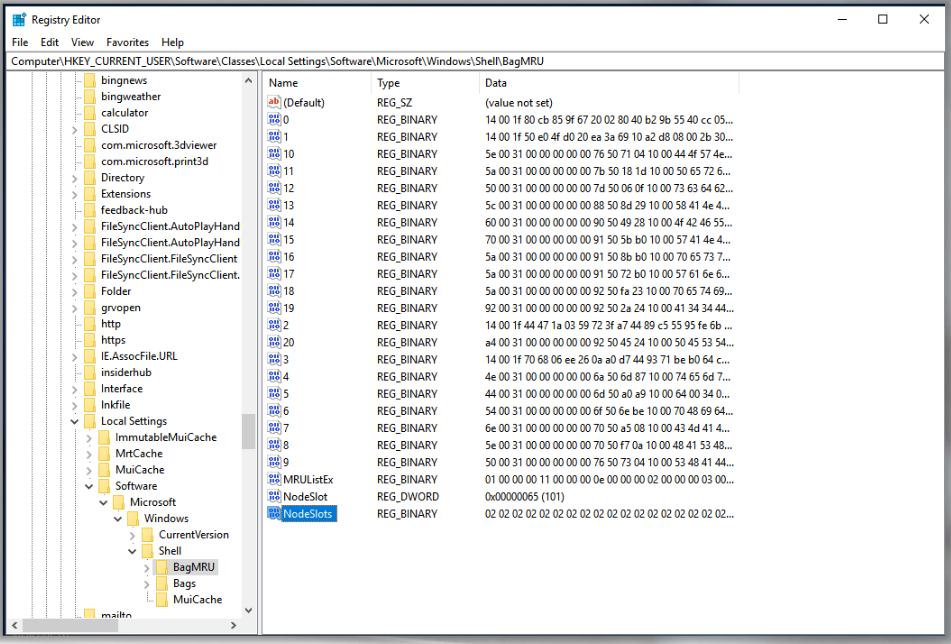 Registry Editor
File Edit View Favorites Help
Computer\HKEY_CURRENT_USER\Software\Classes\Local Settings\Software\Microsoft\Windows\Shell\BagMRU
bingnews
bingweather
calculator
CLSID
com.microsoft.3dviewer
com.microsoft.print3d
Directory
Extensions
feedback-hub
FileSyncClient.AutoPlayHand
FileSyncClient.AutoPlayHand
FileSyncClient.FileSyncClient
FileSyncClient.FileSyncClient.
Folder
grvopen
http
https
IE.AssocFile.URL
insiderhub
Interface
lnkfile
Local Settings
ImmutableMuiCache
MrtCache
MuiCache
Software
Microsoft
Windows
CurrentVersion
Shell
BagMRU
Bags
MuiCache
mailto
Name Type Data
(Default) REG_SZ (value not set)
0 REG_BINARY 14 00 1f 80 cb 85 9f 67 20 02 80 40 b2 9b 55 40 cc 05...
1 REG_BINARY 14 00 1f 50 e0 4f d0 20 ea 3a 69 10 a2 d8 08 00 2b 30...
10 REG_BINARY 5e 00 31 00 00 00 00 00 76 50 71 04 10 00 44 4f 57 4e...
11 REG_BINARY 5a 00 31 00 00 00 00 00 7b 50 18 1d 10 00 50 65 72 6...
12 REG_BINARY 50 00 31 00 00 00 00 00 7d 50 06 0f 10 00 73 63 64 62...
13 REG_BINARY 5c 00 31 00 00 00 00 00 88 50 8d 29 10 00 58 41 4e 4...
14 REG_BINARY 60 00 31 00 00 00 00 00 90 50 49 28 10 00 4f 42 46 55...
15 REG_BINARY 70 00 31 00 00 00 00 00 91 50 5b b0 10 00 57 41 4e 4...
16 REG_BINARY 5a 00 31 00 00 00 00 00 91 50 8b b0 10 00 70 65 73 7...
17 REG_BINARY 5a 00 31 00 00 00 00 00 91 50 72 b0 10 00 57 61 6e 6...
18 REG_BINARY 5a 00 31 00 00 00 00 00 92 50 fa 23 10 00 70 65 74 69...
19 REG_BINARY 92 00 31 00 00 00 00 00 92 50 2a 24 10 00 41 34 34 44...
2 REG_BINARY 14 00 1f 44 47 1a 03 59 72 3f a7 44 89 c5 55 95 fe 6b ...
20 REG_BINARY a4 00 31 00 00 00 00 00 92 50 45 24 10 00 50 45 53 54...
3 REG_BINARY 14 00 1f 70 68 06 ee 26 0a a0 d7 44 93 71 be b0 64 c...
4 REG_BINARY 4e 00 31 00 00 00 00 00 6a 50 6d 87 10 00 74 65 6d 7...
5 REG_BINARY 44 00 31 00 00 00 00 00 6d 50 a0 a9 10 00 64 00 34 0...
6 REG_BINARY 54 00 31 00 00 00 00 00 6f 50 6e be 10 00 70 48 69 64...
7 REG_BINARY 6e 00 31 00 00 00 00 00 70 50 a5 08 10 00 43 4d 41 4...
8 REG_BINARY 5e 00 31 00 00 00 00 00 70 50 f7 0a 10 00 48 41 53 48...
9 REG_BINARY 50 00 31 00 00 00 00 00 76 50 73 04 10 00 53 48 41 44...
MRUListEx REG_BINARY 01 00 00 00 11 00 00 00 0e 00 00 00 02 00 00 00 03 00...
NodeSlot REG_DWORD 0x00000065 (101)
NodeSlots REG_BINARY 02 02 02 02 02 02 02 02 02 02 02 02 02 02 02 02 02 02...